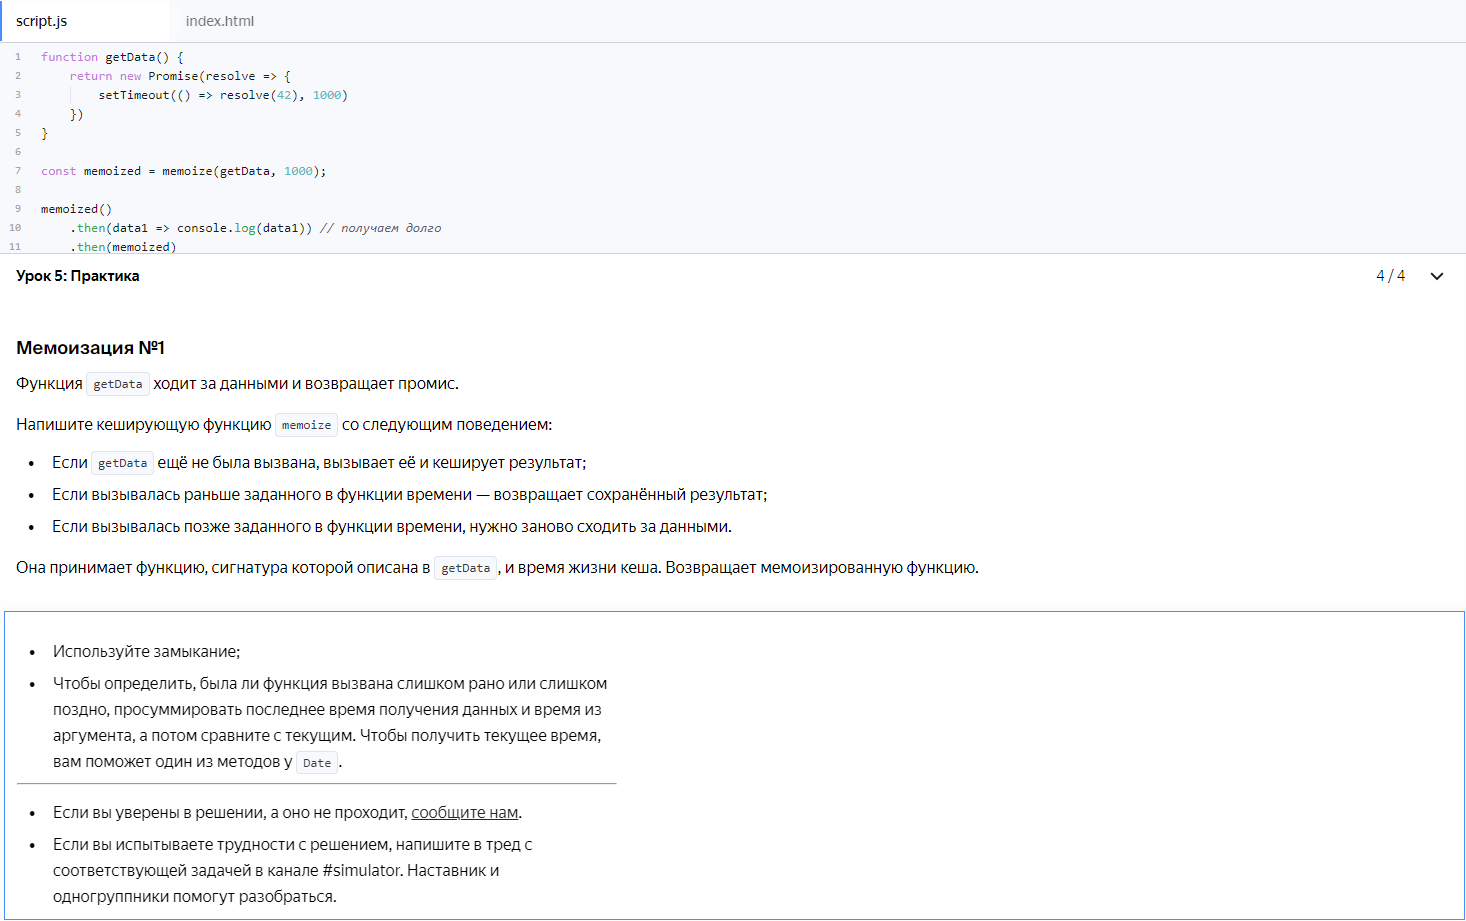 script.js index.html
1 function getData() {
2 return new Promise(resolve => {
3 setTimeout(() => resolve(42), 1000)
4 })
5 }
6
7 const memoized = memoize(getData, 1000);
8
9 memoized()
10 .then(data1 => console.log(data1)) // получаем долго
11 .then(memoized)
Урок 5: Практика 4 / 4
Мемоизация №1
Функция getData ходит за данными и возвращает промис.
Напишите кеширующую функцию memoize со следующим поведением:
• Если getData ещё не была вызвана, вызывает её и кеширует результат;
• Если вызывалась раньше заданного в функции времени — возвращает сохранённый результат;
• Если вызывалась позже заданного в функции времени, нужно заново сходить за данными.
Она принимает функцию, сигнатура которой описана в getData, и время жизни кеша. Возвращает мемоизированную функцию.
• Используйте замыкание;
• Чтобы определить, была ли функция вызвана слишком рано или слишком
поздно, просуммировать последнее время получения данных и время из
аргумента, а потом сравните с текущим. Чтобы получить текущее время,
вам поможет один из методов у Date.
• Если вы уверены в решении, а оно не проходит, сообщите нам.
• Если вы испытываете трудности с решением, напишите в тред с
соответствующей задачей в канале #simulator. Наставник и
одногруппники помогут разобраться.